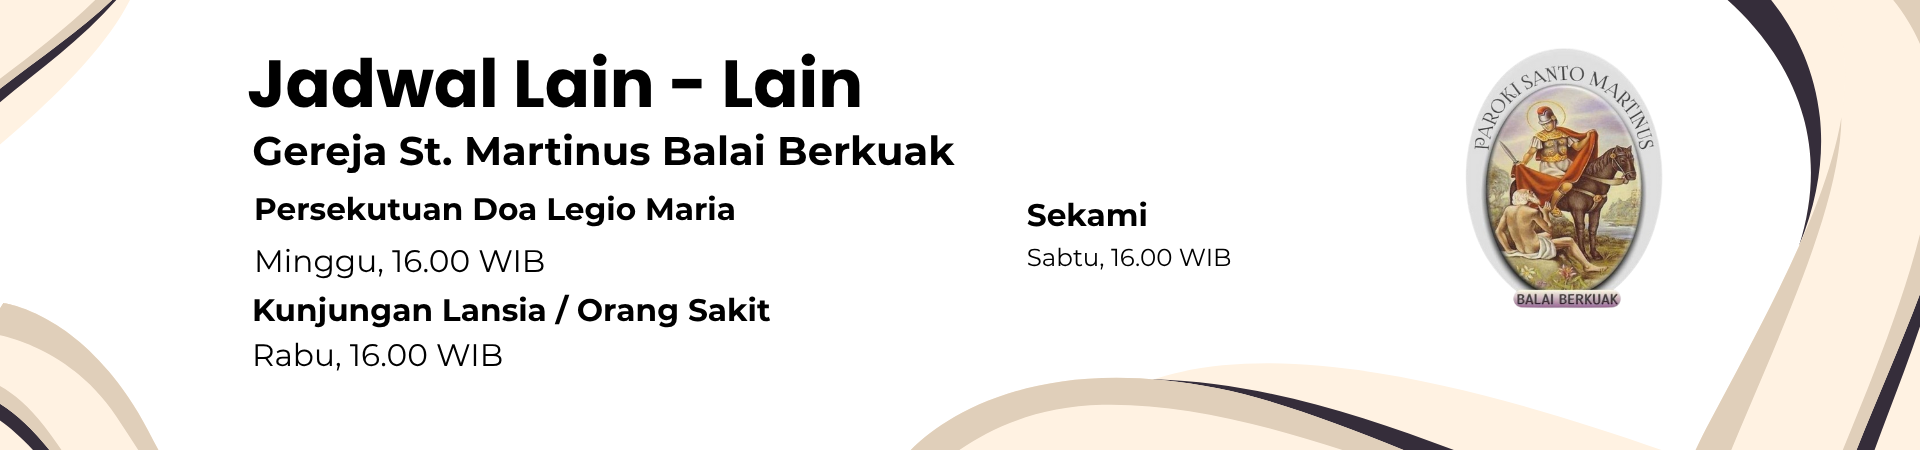 Jadwal Lain - Lain
Gereja St. Martinus Balai Berkuak
Persekutuan Doa Legio Maria
Minggu, 16.00 WIB
Kunjungan Lansia / Orang Sakit
Rabu, 16.00 WIB
Sekami
Sabtu, 16.00 WIB
PAROKI SANTO MARTINUS
BALAI BERKUAK